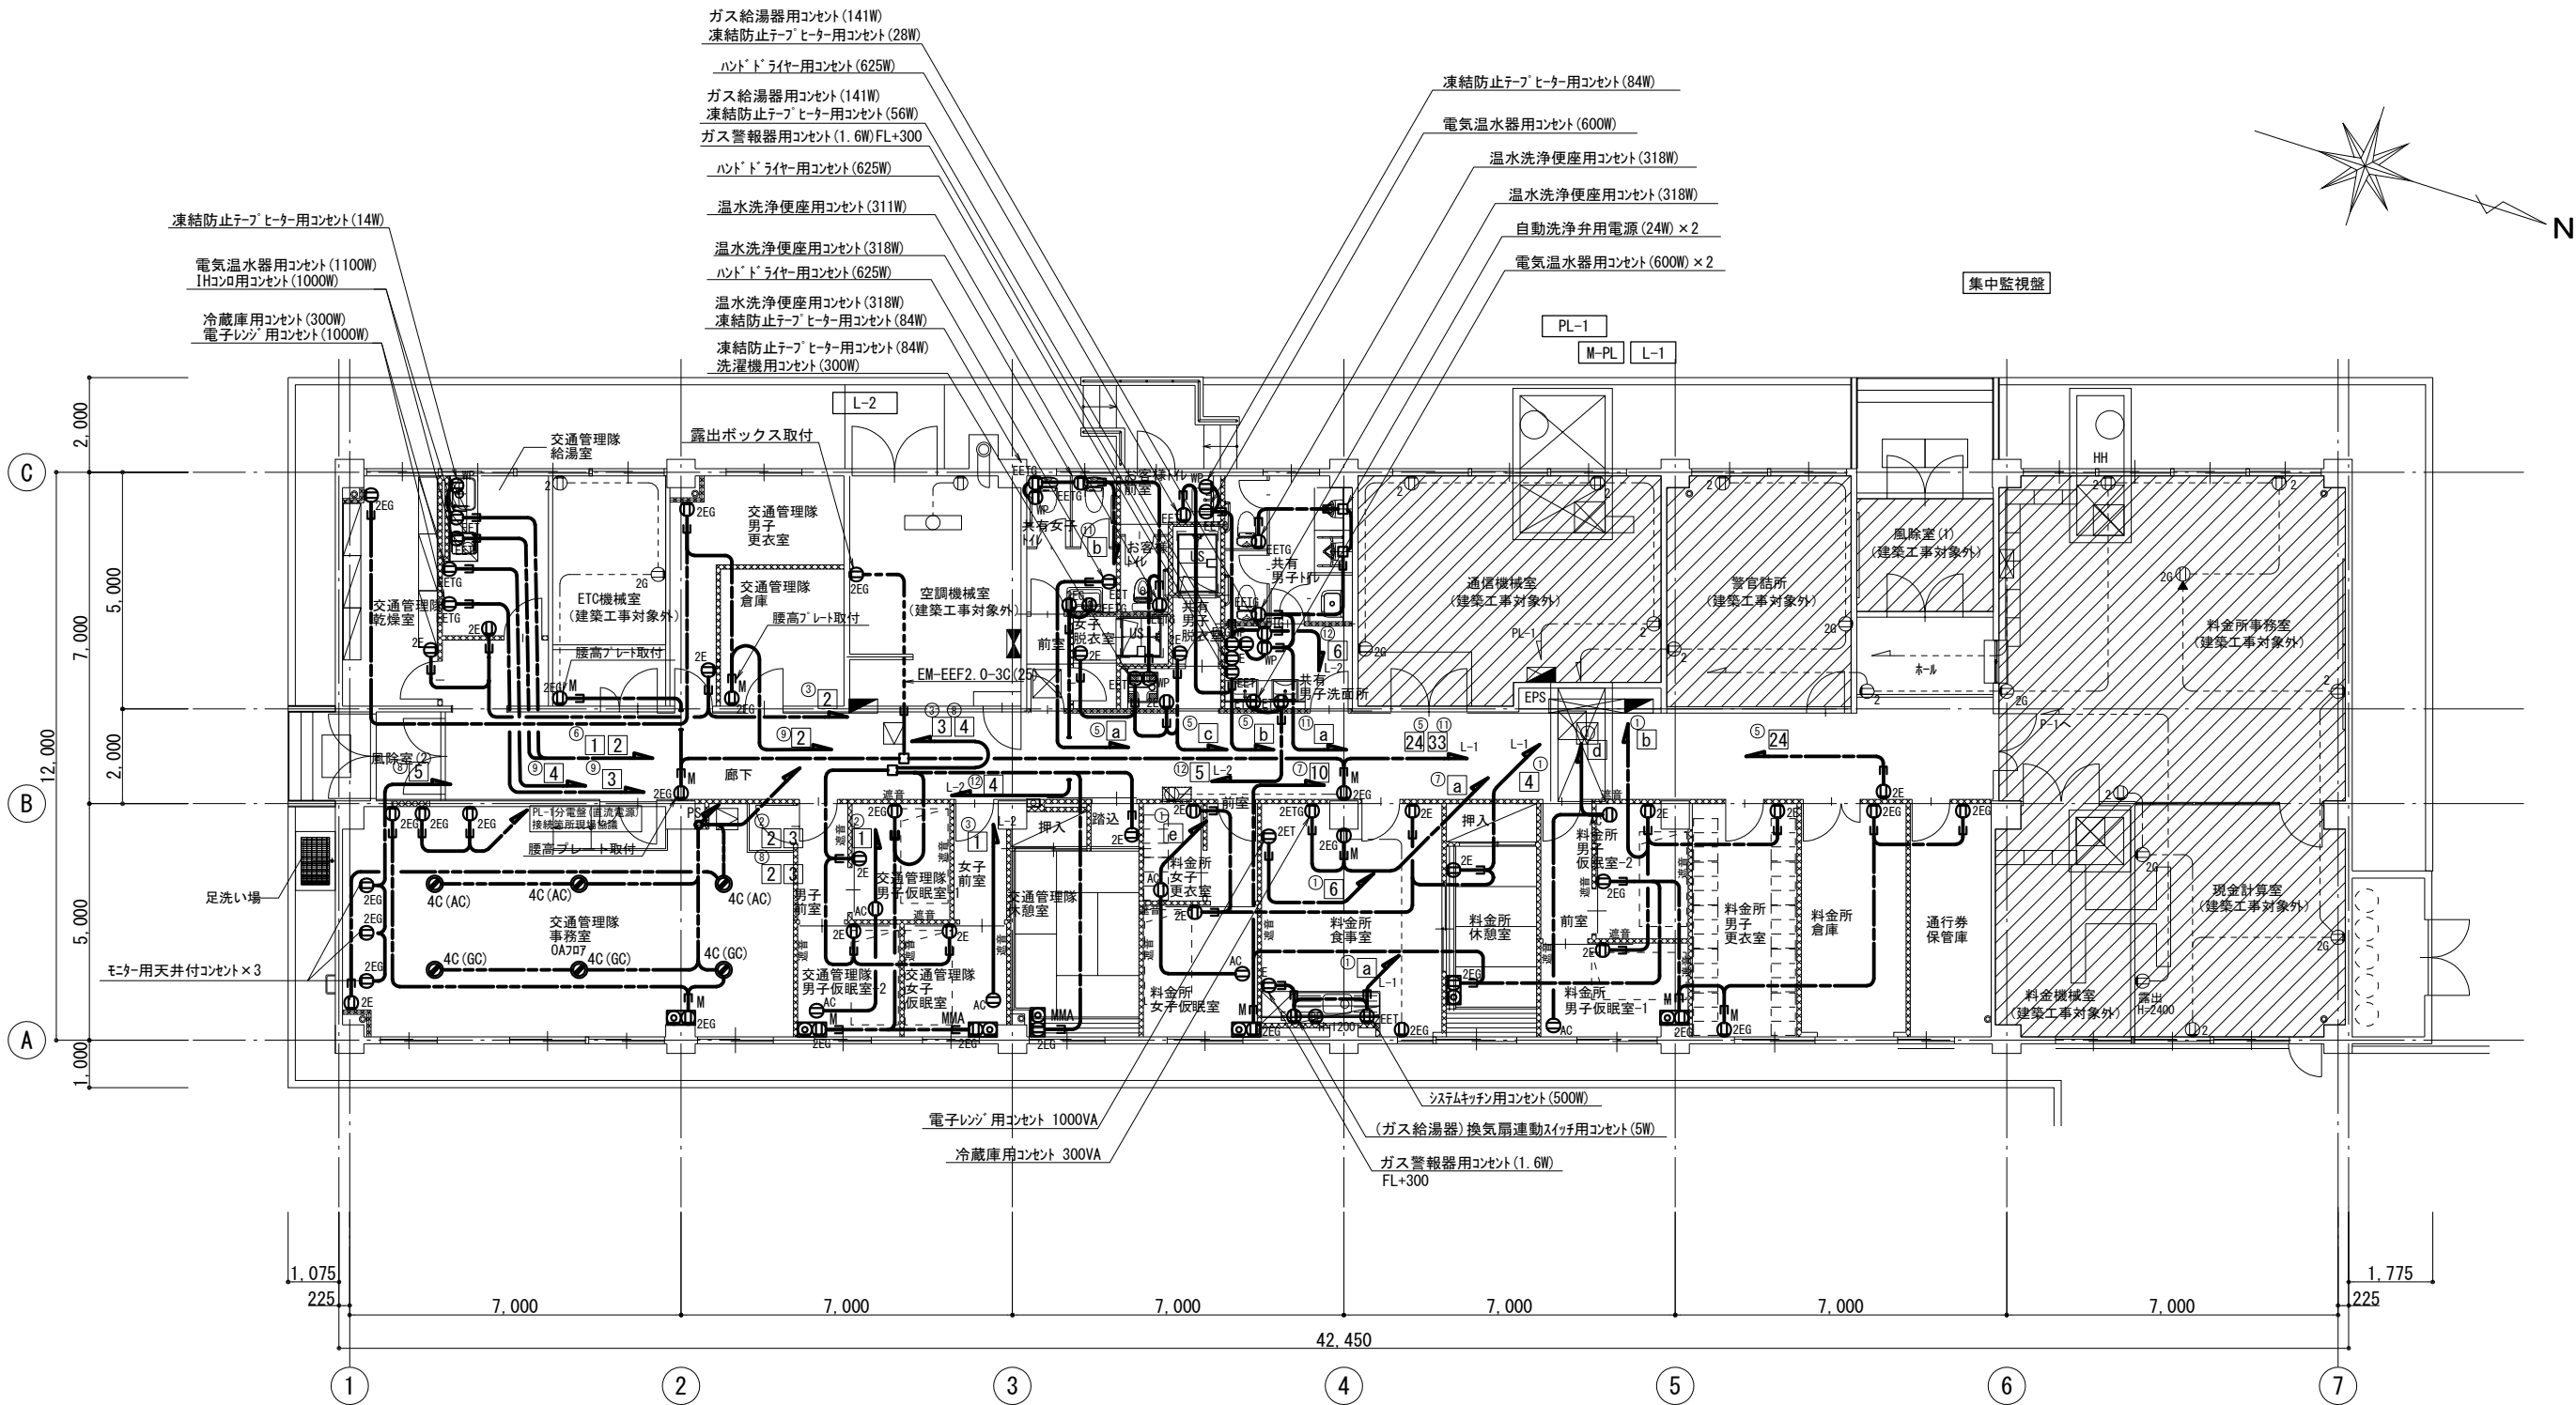 ガス給湯器用コンセント(141W)
凍結防止テープヒーター用コンセント(28W)
ハンドドライヤー用コンセント(625W)
ガス給湯器用コンセント(141W)
凍結防止テープヒーター用コンセント(56W)
ガス警報器用コンセント(1.6W)FL+300
ハンドドライヤー用コンセント(625W)
温水洗浄便座用コンセント(311W)
温水洗浄便座用コンセント(318W)
ハンドドライヤー用コンセント(625W)
温水洗浄便座用コンセント(318W)
凍結防止テープヒーター用コンセント(84W)
凍結防止テープヒーター用コンセント(84W)
洗濯機用コンセント(300W)
凍結防止テープヒーター用コンセント(84W)
電気温水器用コンセント(600W)
温水洗浄便座用コンセント(318W)
温水洗浄便座用コンセント(318W)
自動洗浄弁用電源(24W)×2
電気温水器用コンセント(600W)×2
凍結防止テープヒーター用コンセント(14W)
電気温水器用コンセント(1100W)
IHコンロ用コンセント(1000W)
冷蔵庫用コンセント(300W)
電子レンジ用コンセント(1000W)
N
集中監視盤
PL-1
M-PL
L-1
L-2
露出ボックス取付
交通管理隊
給湯室
交通管理隊
乾燥室
ETC機械室
(建築工事対象外)
腰高プレート取付
交通管理隊
男子
更衣室
交通管理隊
倉庫
腰高プレート取付
空調機械室
(建築工事対象外)
EM-EEF2.0-3C(25)
共有女子
トイレ
お客様トイレ
前室
お客様
トイレ
女子
脱衣室
前室
共有
男子
脱衣室
共有
男子トイレ
共有
男子洗面所
通信機械室
(建築工事対象外)
警官詰所
(建築工事対象外)
風除室(1)
(建築工事対象外)
ホール
HH
料金所事務室
(建築工事対象外)
P-1へ
PL-1
EPS
風除室(2)
廊下
PL-1分電盤(直流電源)
接続箇所現場協議
腰高プレート取付
PS
足洗い場
モニター用天井付コンセント×3
交通管理隊
事務室
OAフロア
4C(AC)
4C(AC)
4C(AC)
4C(GC)
4C(GC)
4C(GC)
男子
前室
交通管理隊
男子仮眠室-1
交通管理隊
男子仮眠室-2
交通管理隊
女子
仮眠室
女子
前室
押入
踏込
交通管理隊
休憩室
前室
料金所
女子
更衣室
料金所
女子仮眠室
料金所
食事室
押入
料金所
休憩室
料金所
男子
仮眠室-2
前室
料金所
男子仮眠室-1
料金所
男子
更衣室
料金所
倉庫
通行券
保管庫
現金計算室
(建築工事対象外)
料金機械室
(建築工事対象外)
露出
H-2400
H=1200
電子レンジ用コンセント 1000VA
冷蔵庫用コンセント 300VA
システムキッチン用コンセント(500W)
(ガス給湯器)換気扇連動スイッチ用コンセント(5W)
ガス警報器用コンセント(1.6W)
FL+300
C
B
A
2,000
5,000
7,000
2,000
12,000
5,000
1,000
1,075
225
7,000
7,000
7,000
7,000
7,000
7,000
1,775
225
42,450
1
2
3
4
5
6
7